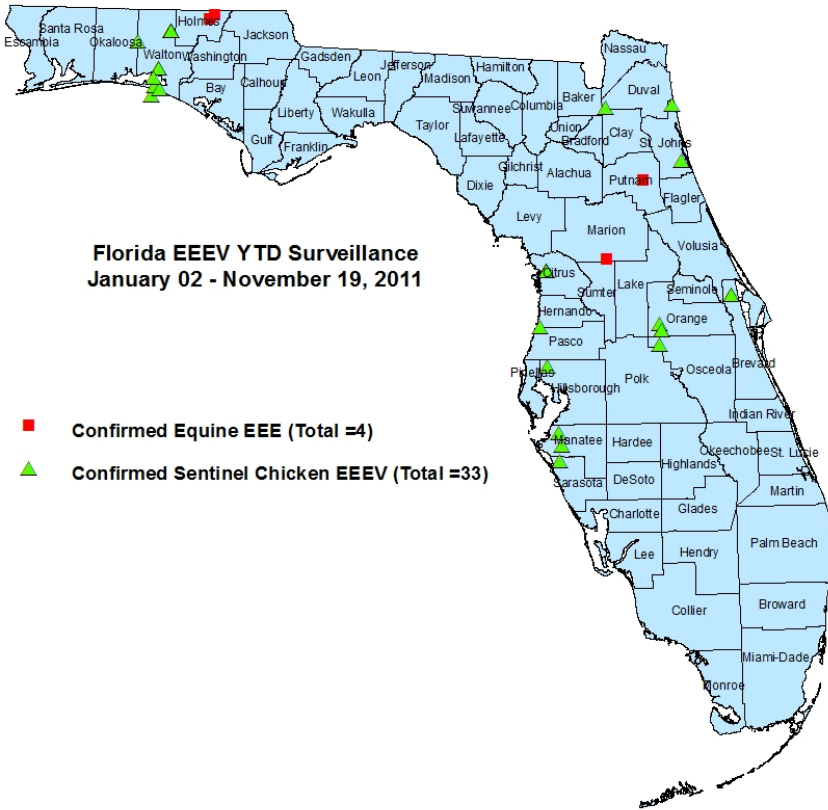 Holmes
Santa Rosa
Jackson
Escambia
Okaloosa
Walton
Washington
Gadsden
Jefferson
Hamilton
Nassau
Leon
Madison
Bay
Calhoun
Baker
Duval
Liberty
Wakulla
Suwannee
Columbia
Taylor
Union
Clay
Gulf
Lafayette
Bradford
St. Johns
Franklin
Gilchrist
Alachua
Putnam
Dixie
Flagler
Levy
Marion
Volusia
Florida EEEV YTD Surveillance
January 02 - November 19, 2011
Citrus
Sumter
Lake
Seminole
Hernando
Orange
Pasco
Osceola
Brevard
Pinellas
Hillsborough
Polk
Indian River
Confirmed Equine EEE (Total =4)
Manatee
Hardee
Okeechobee
St. Lucie
Highlands
Confirmed Sentinel Chicken EEEV (Total =33)
Sarasota
DeSoto
Martin
Charlotte
Glades
Palm Beach
Lee
Hendry
Collier
Broward
Miami-Dade
Monroe